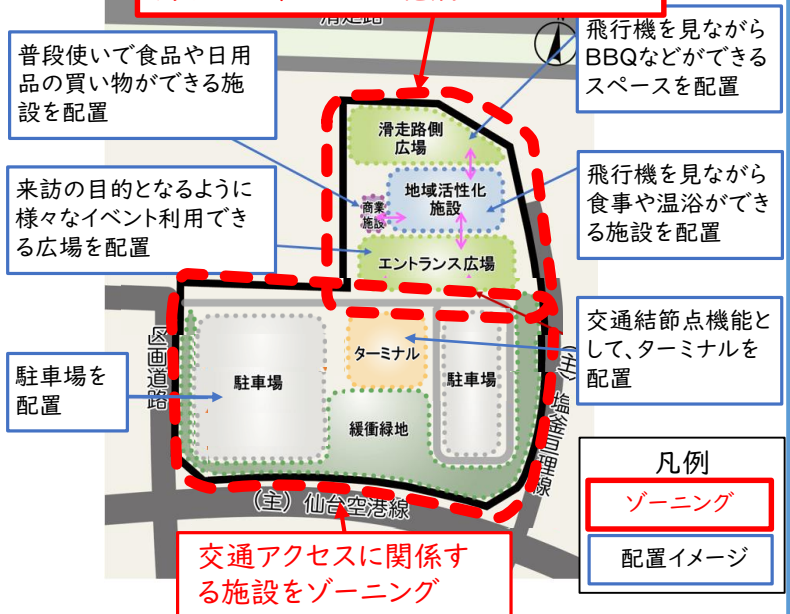 滑走路
飛行機を見ながら
BBQなどができる
スペースを配置
普段使いで食品や日用
品の買い物ができる施
設を配置
滑走路側
広場
来訪の目的となるように
様々なイベント利用でき
る広場を配置
商業
施設
地域活性化
施設
飛行機を見ながら
食事や温浴ができ
る施設を配置
エントランス広場
区画道路
駐車場を
配置
駐車場
ターミナル
駐車場
交通結節点機能と
して、ターミナルを
配置
緩衝緑地
(主) 塩釜亘理線
(主) 仙台空港線
交通アクセスに関係す
る施設をゾーニング
凡例
ゾーニング
配置イメージ